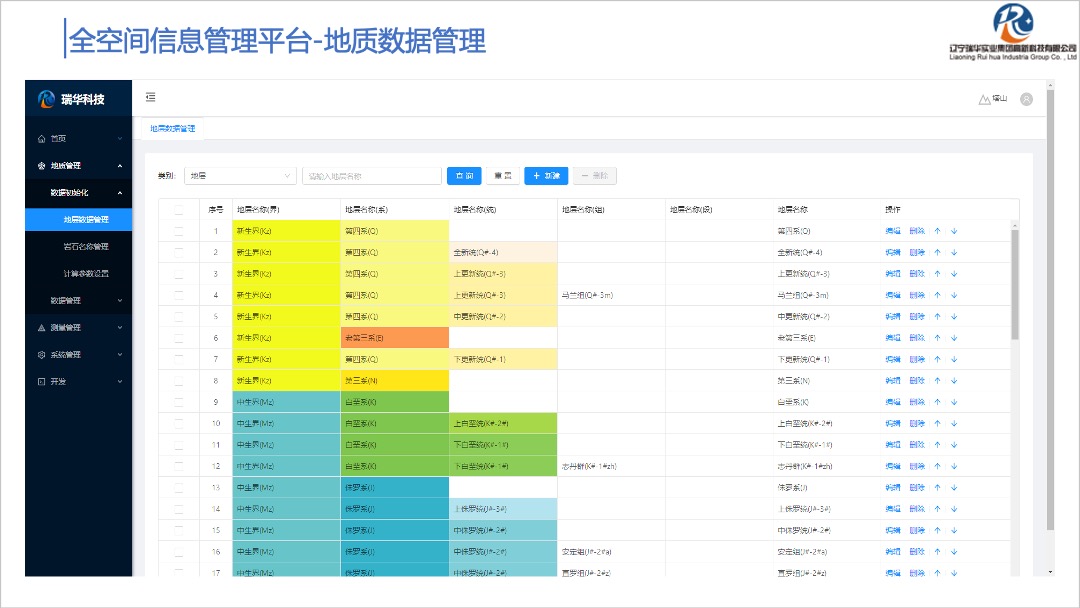 全空间信息管理平台-地质数据管理
辽宁瑞华实业集团高新科技有限公司
Liaoning Rui hua Industria Group Co. , Ltd
瑞华科技
塔山
首页
地质管理
数据初始化
地层数据管理
岩石名称管理
计算参数设置
数据管理
测量管理
系统管理
开发
地层数据管理
类别: 地层 请输入地层名称 查 询 重 置 + 新建 — 删除
序号 地层名称(界) 地层名称(系) 地层名称(统) 地层名称(组) 地层名称(段) 地层名称 操作
1 新生界(Kz) 第四系(Q) 第四系(Q) 编辑 删除 ↑ ↓
2 新生界(Kz) 第四系(Q) 全新统(Q#-4) 全新统(Q#-4) 编辑 删除 ↑ ↓
3 新生界(Kz) 第四系(Q) 上更新统(Q#-3) 上更新统(Q#-3) 编辑 删除 ↑ ↓
4 新生界(Kz) 第四系(Q) 上更新统(Q#-3) 马兰组(Q#-3m) 马兰组(Q#-3m) 编辑 删除 ↑ ↓
5 新生界(Kz) 第四系(Q) 中更新统(Q#-2) 中更新统(Q#-2) 编辑 删除 ↑ ↓
6 新生界(Kz) 老第三系(E) 老第三系(E) 编辑 删除 ↑ ↓
7 新生界(Kz) 第四系(Q) 下更新统(Q#-1) 下更新统(Q#-1) 编辑 删除 ↑ ↓
8 新生界(Kz) 第三系(N) 第三系(N) 编辑 删除 ↑ ↓
9 中生界(Mz) 白垩系(K) 白垩系(K) 编辑 删除 ↑ ↓
10 中生界(Mz) 白垩系(K) 上白垩统(K#-2#) 上白垩统(K#-2#) 编辑 删除 ↑ ↓
11 中生界(Mz) 白垩系(K) 下白垩统(K#-1#) 下白垩统(K#-1#) 编辑 删除 ↑ ↓
12 中生界(Mz) 白垩系(K) 下白垩统(K#-1#) 志丹群(K#-1#zh) 志丹群(K#-1#zh) 编辑 删除 ↑ ↓
13 中生界(Mz) 侏罗系(J) 侏罗系(J) 编辑 删除 ↑ ↓
14 中生界(Mz) 侏罗系(J) 上侏罗统(J#-3#) 上侏罗统(J#-3#) 编辑 删除 ↑ ↓
15 中生界(Mz) 侏罗系(J) 中侏罗统(J#-2#) 中侏罗统(J#-2#) 编辑 删除 ↑ ↓
16 中生界(Mz) 侏罗系(J) 中侏罗统(J#-2#) 安定组(J#-2#a) 安定组(J#-2#a) 编辑 删除 ↑ ↓
17 中生界(Mz) 侏罗系(J) 中侏罗统(J#-2#) 直罗组(J#-2#z) 直罗组(J#-2#z) 编辑 删除 ↑ ↓